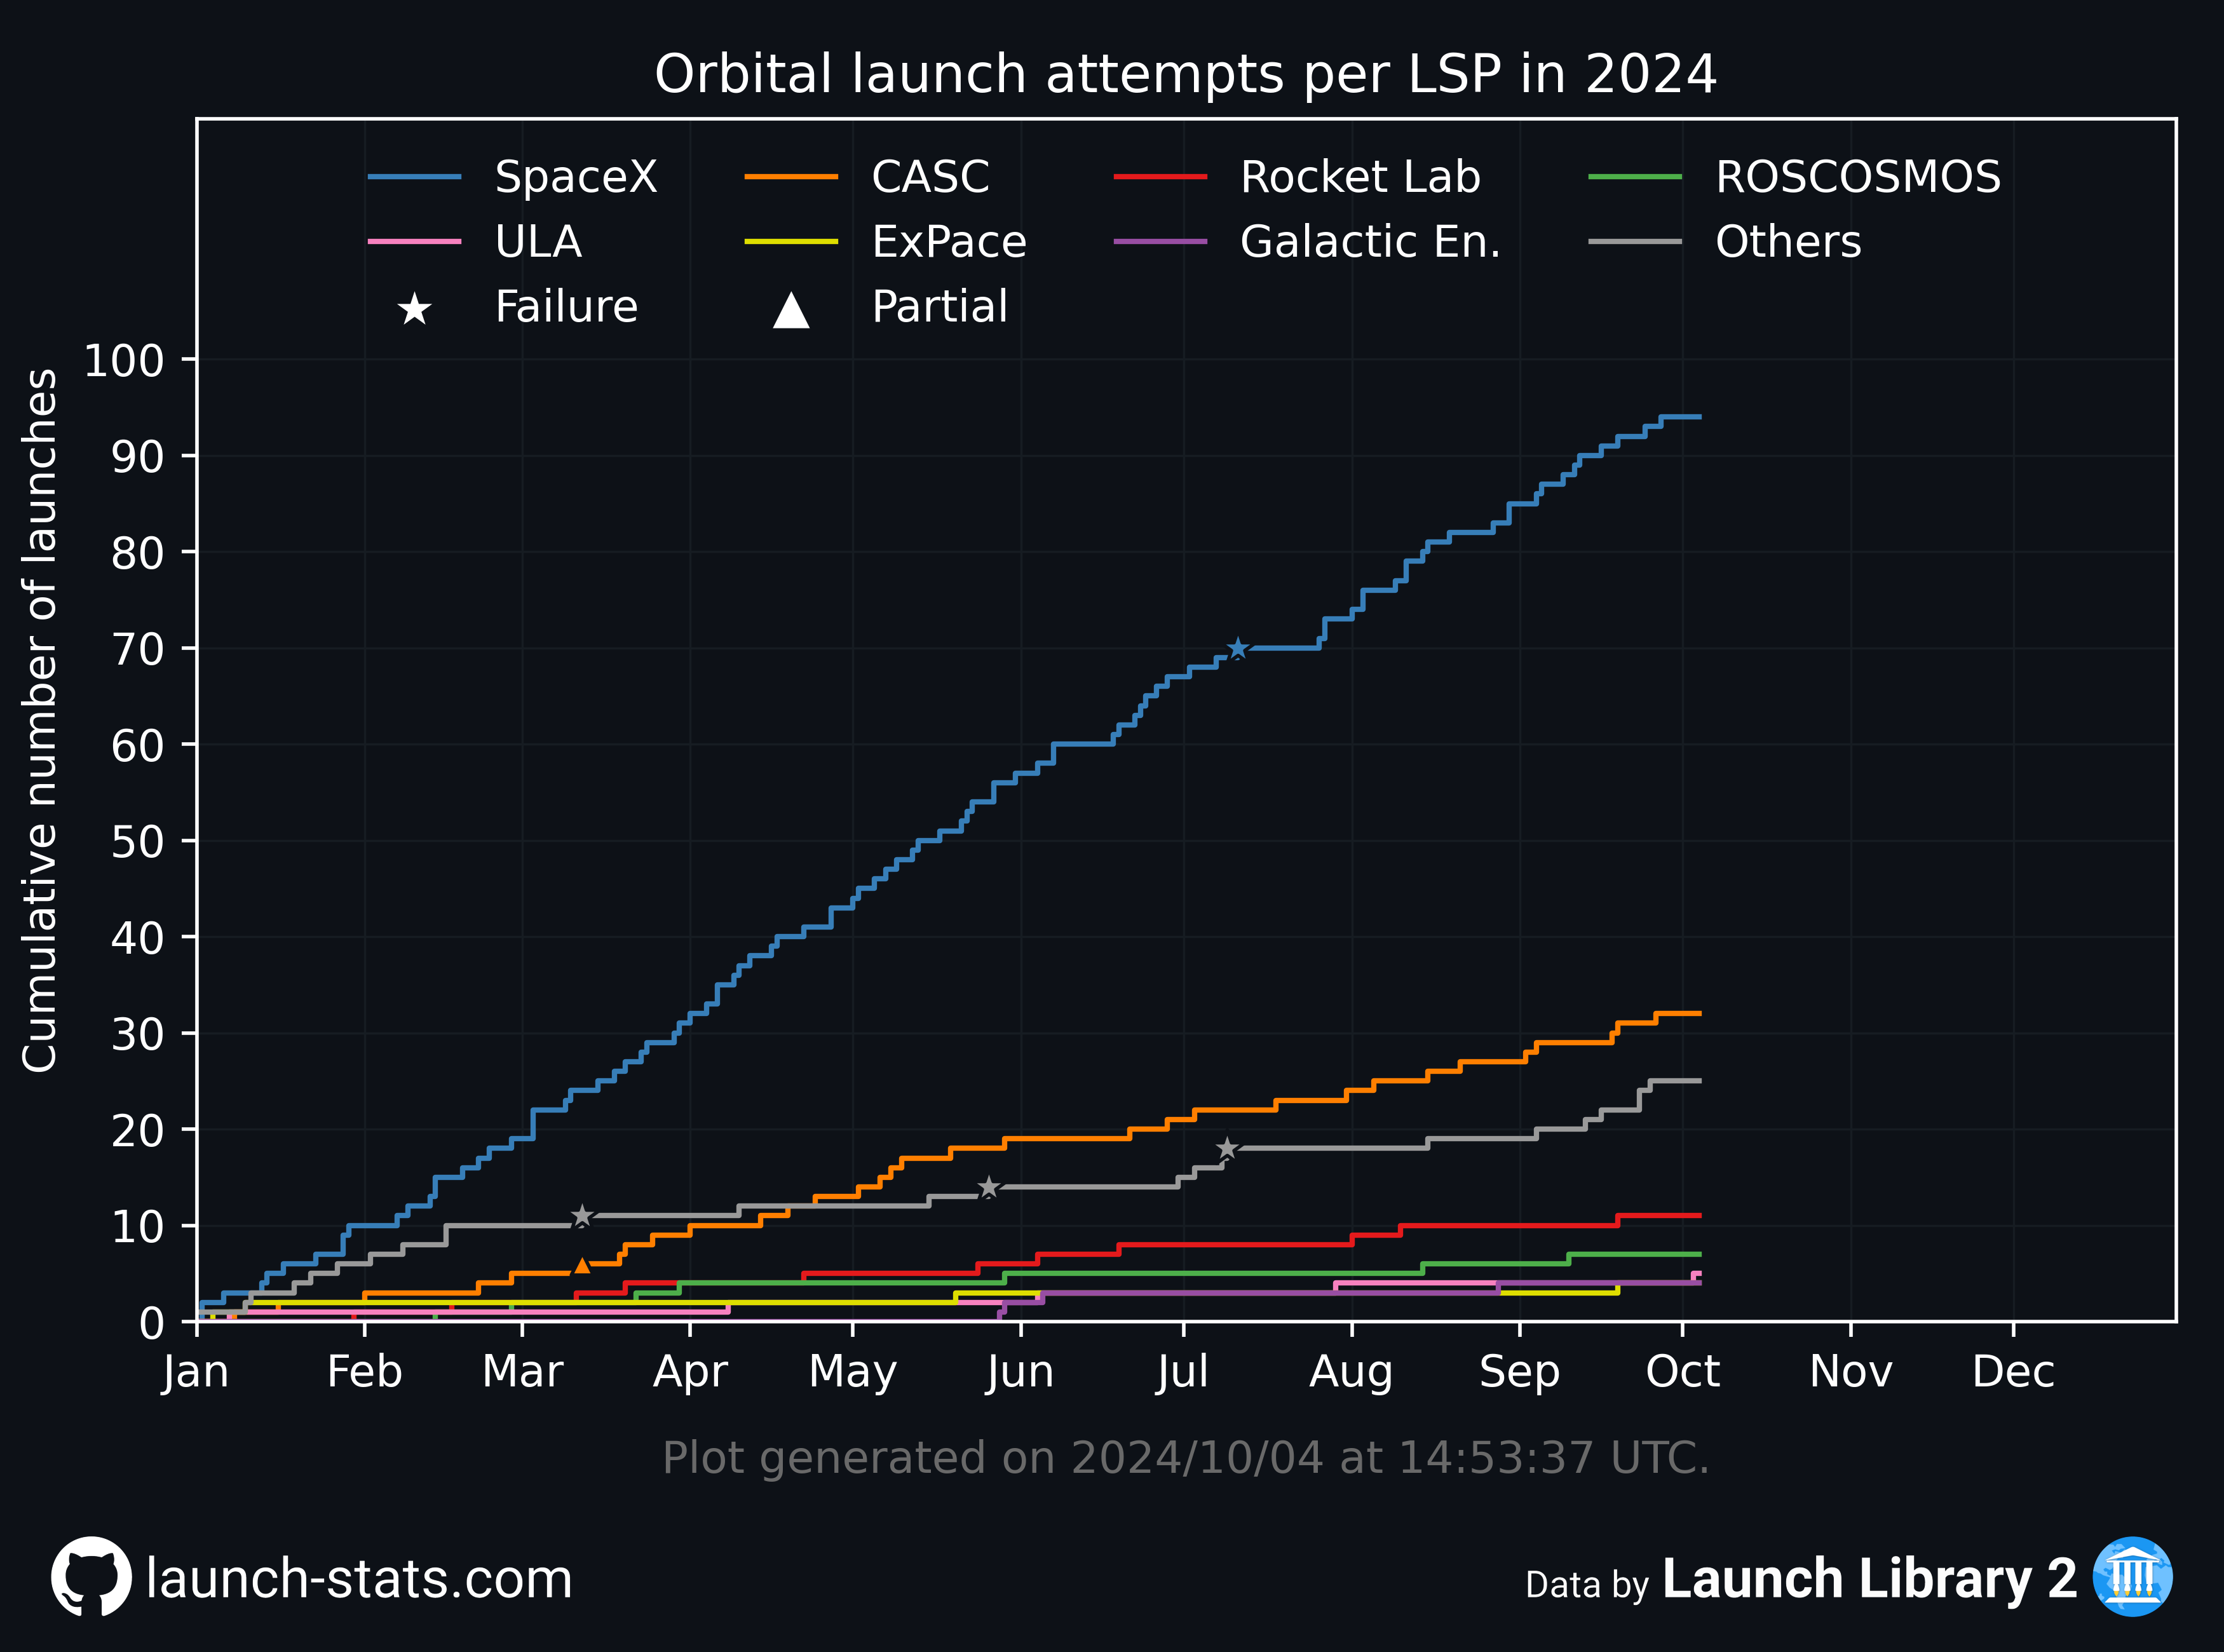 Orbital launch attempts per LSP in 2024
SpaceX CASC Rocket Lab ROSCOSMOS
ULA ExPace Galactic En. Others
Failure Partial
Cumulative number of launches
100
90
80
70
60
50
40
30
20
10
0
Jan Feb Mar Apr May Jun Jul Aug Sep Oct Nov Dec
Plot generated on 2024/10/04 at 14:53:37 UTC.
launch-stats.com
Data by Launch Library 2